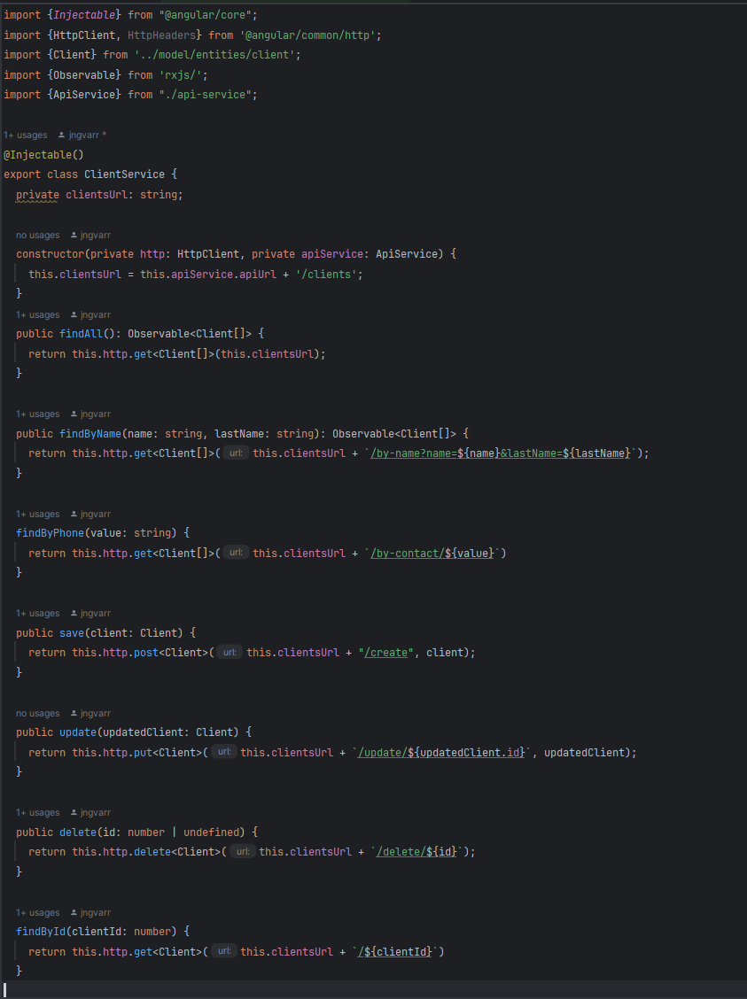 import {Injectable} from "@angular/core";
import {HttpClient, HttpHeaders} from '@angular/common/http';
import {Client} from '../model/entities/client';
import {Observable} from 'rxjs/';
import {ApiService} from "./api-service";
1+ usages jngvarr *
@Injectable()
export class ClientService {
private clientsUrl: string;
no usages jngvarr
constructor(private http: HttpClient, private apiService: ApiService) {
this.clientsUrl = this.apiService.apiUrl + '/clients';
}
1+ usages jngvarr
public findAll(): Observable<Client[]> {
return this.http.get<Client[]>(this.clientsUrl);
}
1+ usages jngvarr
public findByName(name: string, lastName: string): Observable<Client[]> {
return this.http.get<Client[]>( url: this.clientsUrl + `/by-name?name=${name}&lastName=${lastName}`);
}
1+ usages jngvarr
findByPhone(value: string) {
return this.http.get<Client[]>( url: this.clientsUrl + `/by-contact/${value}`)
}
1+ usages jngvarr
public save(client: Client) {
return this.http.post<Client>( url: this.clientsUrl + "/create", client);
}
no usages jngvarr
public update(updatedClient: Client) {
return this.http.put<Client>( url: this.clientsUrl + `/update/${updatedClient.id}`, updatedClient);
}
1+ usages jngvarr
public delete(id: number | undefined) {
return this.http.delete<Client>( url: this.clientsUrl + `/delete/${id}`);
}
1+ usages jngvarr
findById(clientId: number) {
return this.http.get<Client>( url: this.clientsUrl + `/${clientId}`)
}